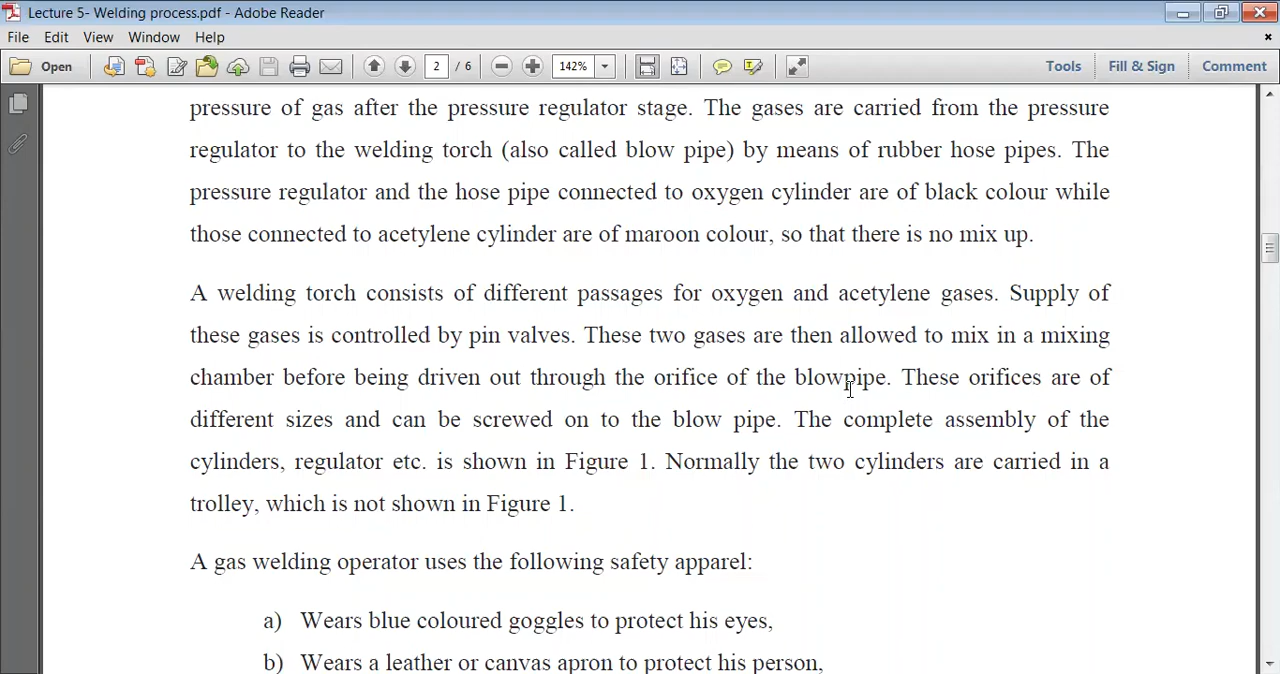 Lecture 5- Welding process.pdf - Adobe Reader
File Edit View Window Help
Open 2 / 6 142% Tools Fill & Sign Comment
pressure of gas after the pressure regulator stage. The gases are carried from the pressure
regulator to the welding torch (also called blow pipe) by means of rubber hose pipes. The
pressure regulator and the hose pipe connected to oxygen cylinder are of black colour while
those connected to acetylene cylinder are of maroon colour, so that there is no mix up.
A welding torch consists of different passages for oxygen and acetylene gases. Supply of
these gases is controlled by pin valves. These two gases are then allowed to mix in a mixing
chamber before being driven out through the orifice of the blowpipe. These orifices are of
different sizes and can be screwed on to the blow pipe. The complete assembly of the
cylinders, regulator etc. is shown in Figure 1. Normally the two cylinders are carried in a
trolley, which is not shown in Figure 1.
A gas welding operator uses the following safety apparel:
a) Wears blue coloured goggles to protect his eyes,
b) Wears a leather or canvas apron to protect his person,